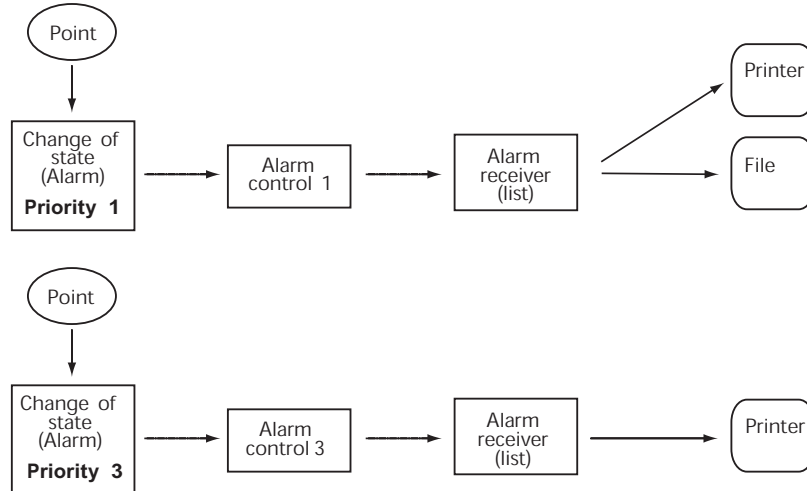 Point
Change of
state
(Alarm)
Priority 1
Alarm
control 1
Alarm
receiver
(list)
Printer
File
Point
Change of
state
(Alarm)
Priority 3
Alarm
control 3
Alarm
receiver
(list)
Printer